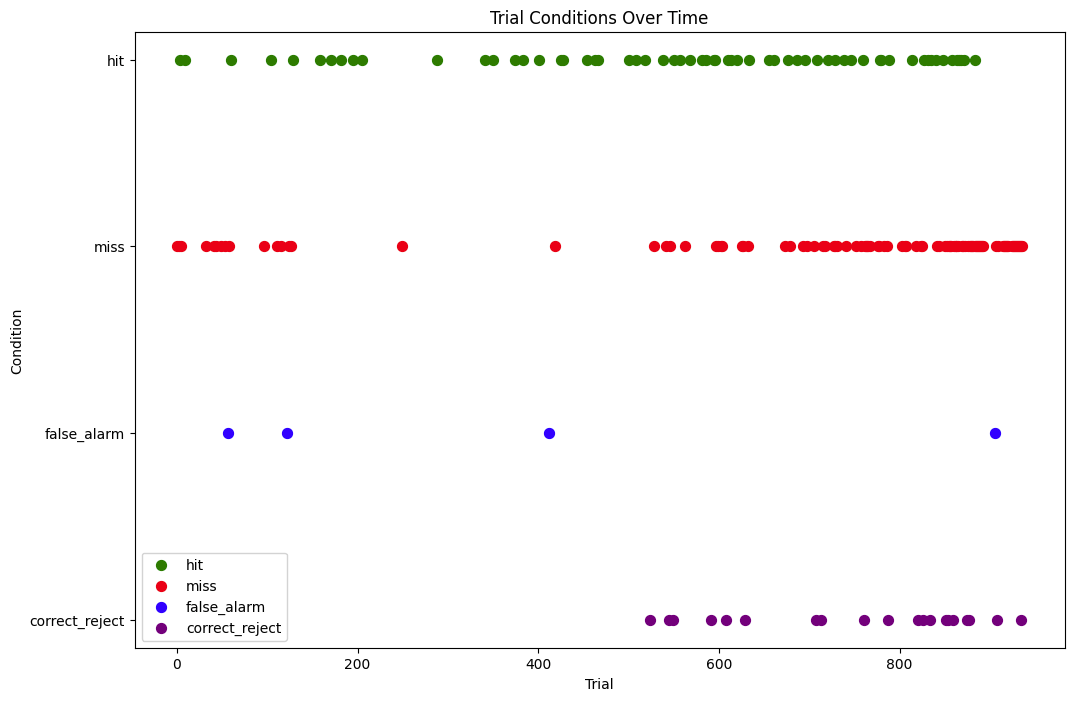 Trial Conditions Over Time
hit
miss
false_alarm
correct_reject
Condition
hit
miss
false_alarm
correct_reject
0
200
400
600
800
Trial